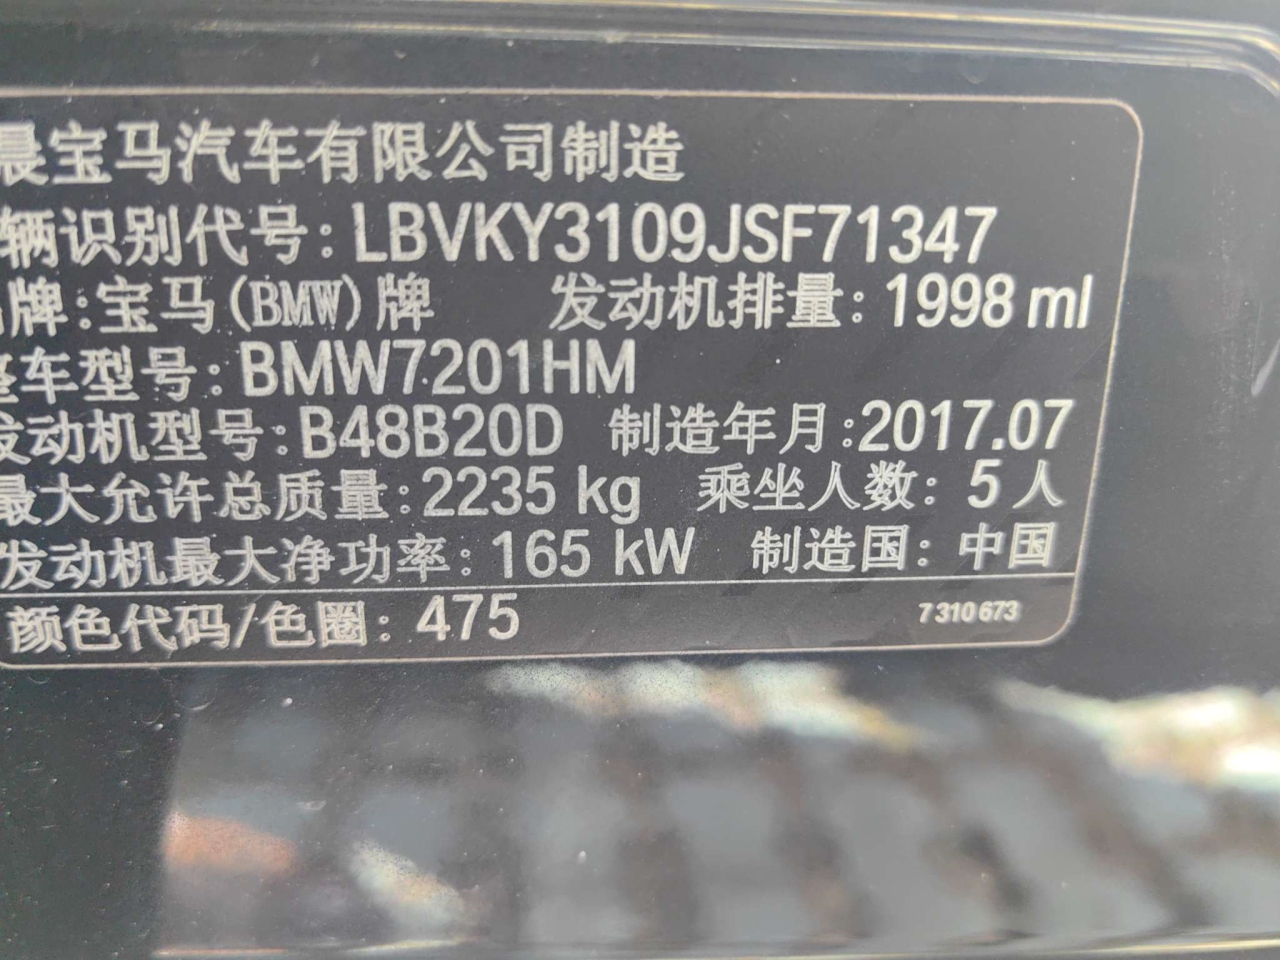 晨宝马汽车有限公司制造
车辆识别代号:LBVKY3109JSF71347
品牌:宝马(BMW)牌 发动机排量:1998 ml
整车型号:BMW7201HM
发动机型号:B48B20D 制造年月:2017.07
最大允许总质量:2235 kg 乘坐人数:5人
发动机最大净功率:165 kW 制造国:中国
颜色代码/色圈:475 7310673